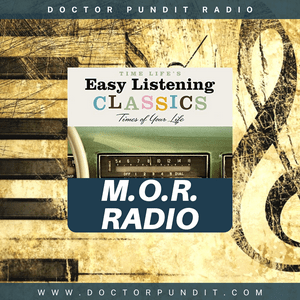 DOCTOR PUNDIT RADIO
TIME LIFE'S
Easy Listening
CLASSICS
Times of Your Life
M.O.R.
RADIO
WWW.DOCTORPUNDIT.COM